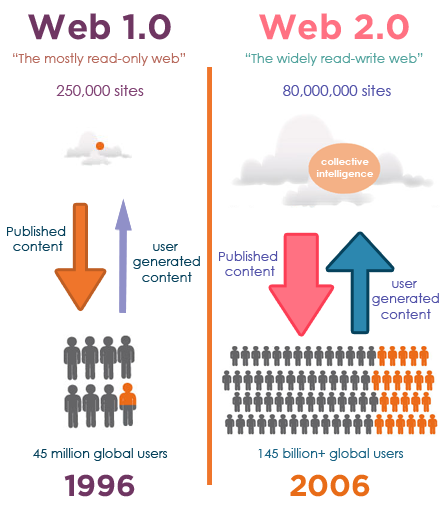 Web 1.0
“The mostly read-only web”
250,000 sites
Published
content
user
generated
content
45 million global users
1996
Web 2.0
“The widely read-write web”
80,000,000 sites
collective
intelligence
Published
content
user
generated
content
145 billion+ global users
2006